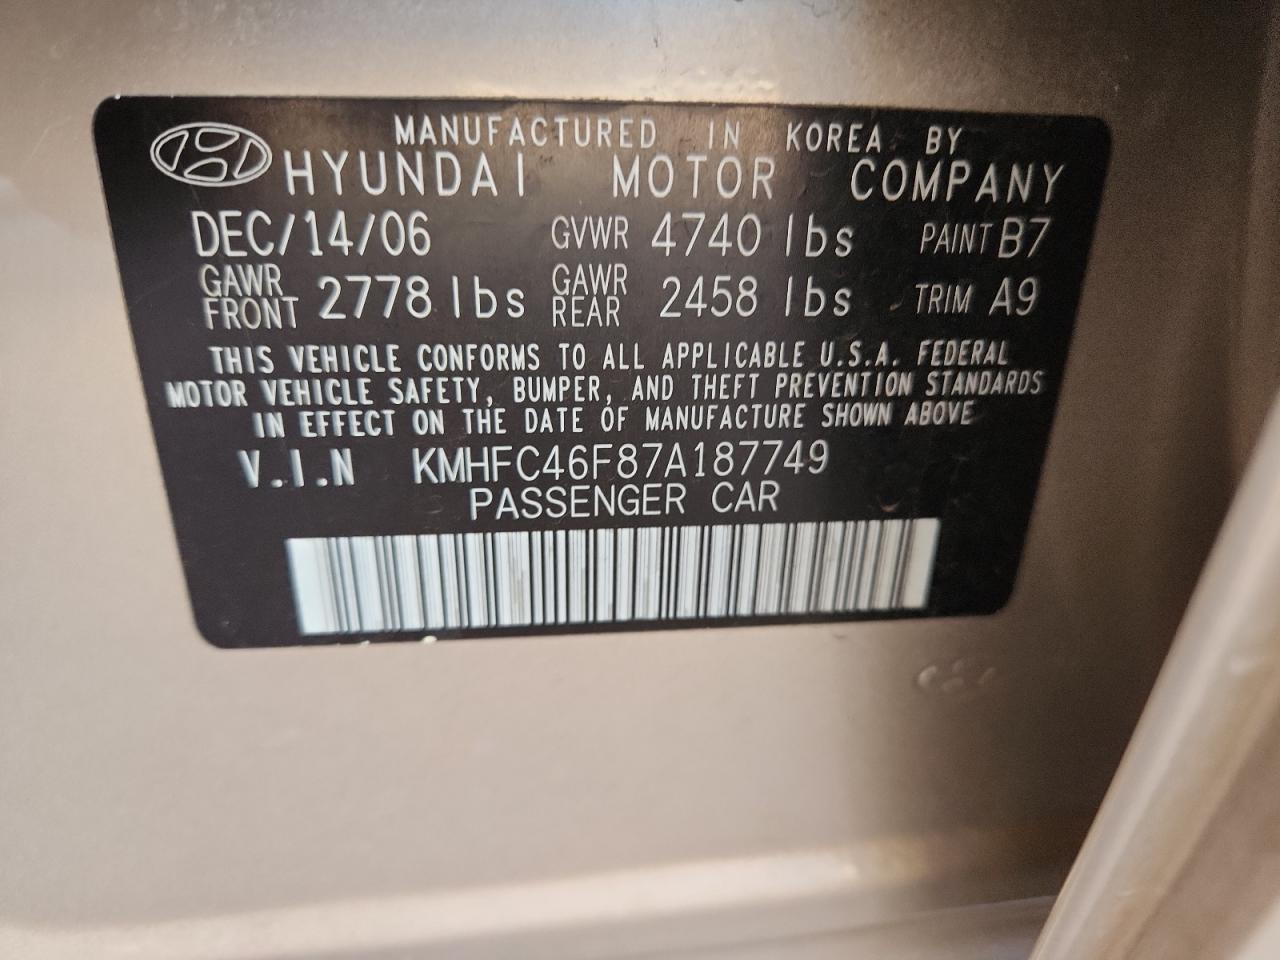 MANUFACTURED IN KOREA BY
HYUNDAI MOTOR COMPANY
DEC/14/06 GVWR 4740 lbs PAINT B7
GAWR FRONT 2778 lbs GAWR REAR 2458 lbs TRIM A9
THIS VEHICLE CONFORMS TO ALL APPLICABLE U.S.A. FEDERAL
MOTOR VEHICLE SAFETY, BUMPER, AND THEFT PREVENTION STANDARDS
IN EFFECT ON THE DATE OF MANUFACTURE SHOWN ABOVE
V.I.N KMHFC46F87A187749
PASSENGER CAR